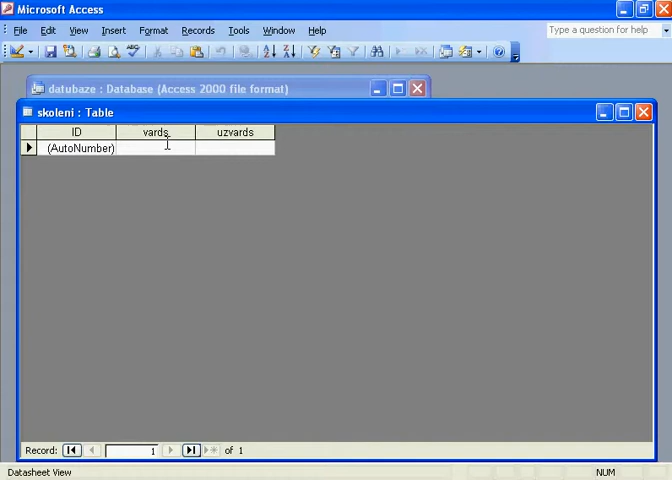 Microsoft Access
File Edit View Insert Format Records Tools Window Help Type a question for help
datubaze : Database (Access 2000 file format)
skoleni : Table
ID vards uzvards
(AutoNumber)
Record: 1 of 1
Datasheet View NUM